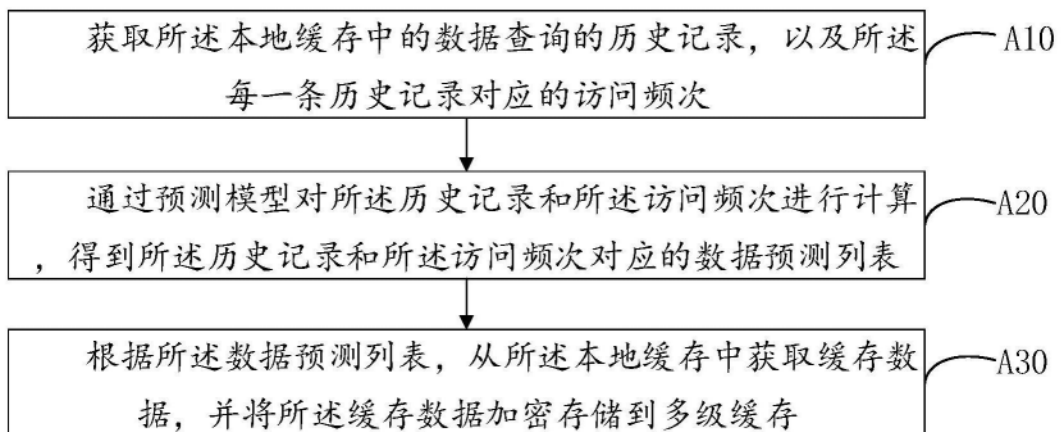 获取所述本地缓存中的数据查询的历史记录，以及所述 A10
每一条历史记录对应的访问频次
通过预测模型对所述历史记录和所述访问频次进行计算 A20
，得到所述历史记录和所述访问频次对应的数据预测列表
根据所述数据预测列表，从所述本地缓存中获取缓存数 A30
据，并将所述缓存数据加密存储到多级缓存